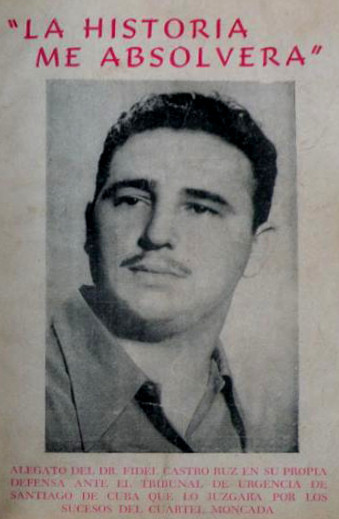 "LA HISTORIA
ME ABSOLVERA"
ALEGATO DEL DR. FIDEL CASTRO RUZ EN SU PROPIA
DEFENSA ANTE EL TRIBUNAL DE URGENCIA DE
SANTIAGO DE CUBA QUE LO JUZGARA POR LOS
SUCESOS DEL CUARTEL MONCADA